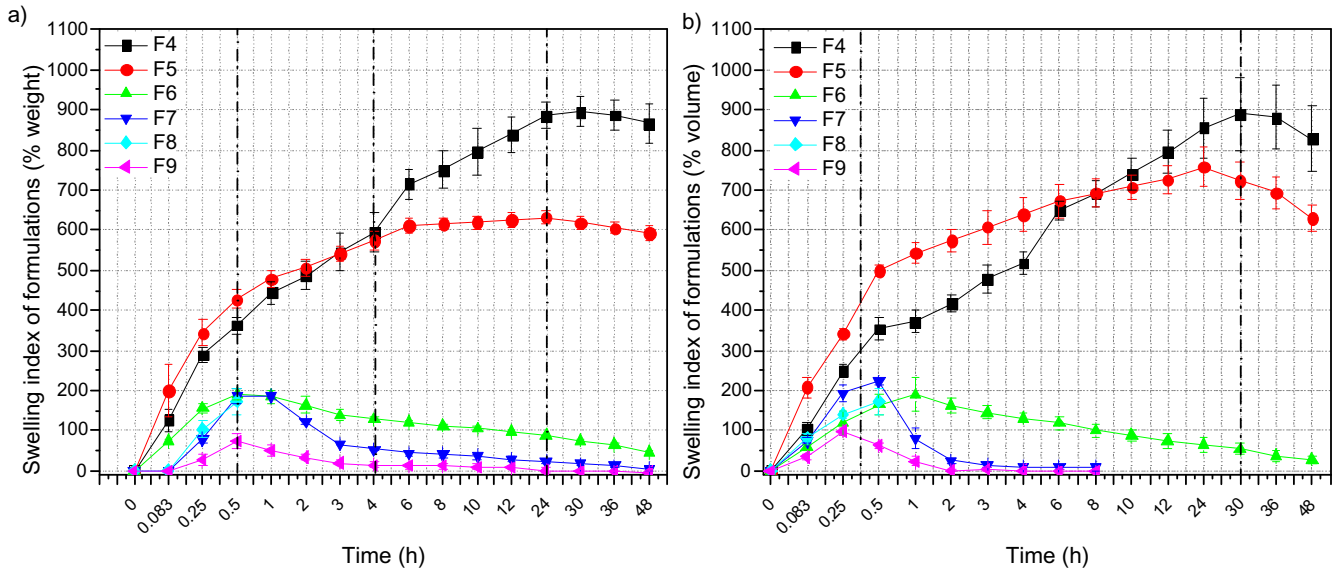 a)
Swelling index of formulations (% weight)
1100
1000
900
800
700
600
500
400
300
200
100
0
F4
F5
F6
F7
F8
F9
0 0.083 0.25 0.5 1 2 3 4 6 8 10 12 24 30 36 48
Time (h)
b)
Swelling index of formulations (% volume)
1100
1000
900
800
700
600
500
400
300
200
100
0
F4
F5
F6
F7
F8
F9
0 0.083 0.25 0.5 1 2 3 4 6 8 10 12 24 30 36 48
Time (h)